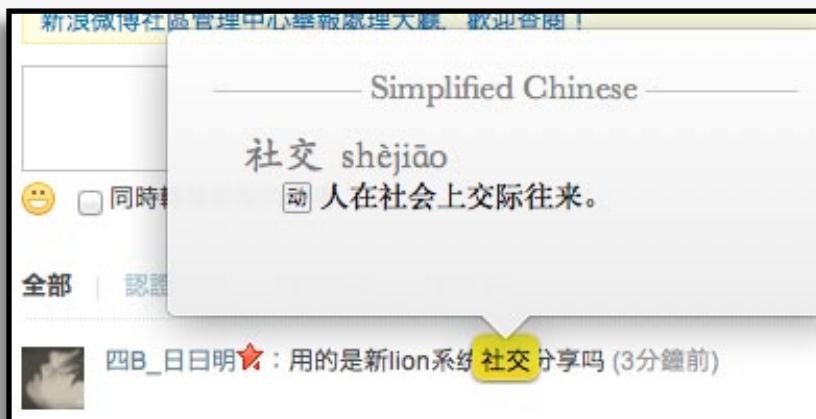 新浪微博社區管理中心舉報處理大廳，歡迎查閱！
Simplified Chinese
社交 shèjiāo
动 人在社会上交际往来。
同時
全部 | 認證
四B_日日明：用的是新lion系统社交分享吗 (3分鐘前)